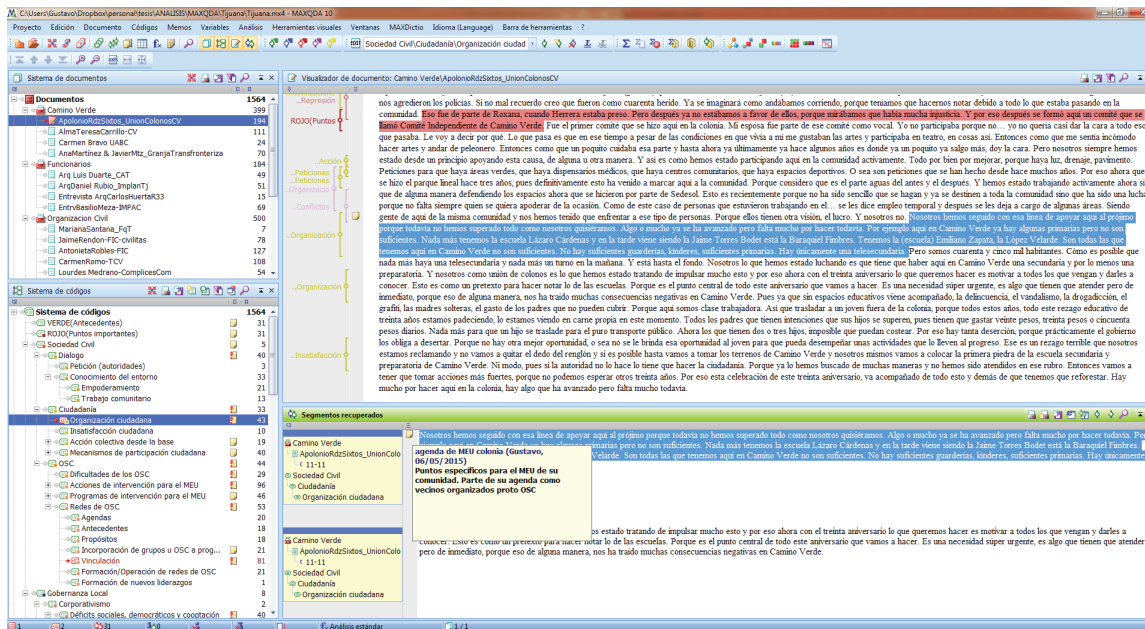 C:\Users\Gustavo\Dropbox\personal\tesis\ANALISIS\MAXQDA\Tijuana\Tijuana.mx4 - MAXQDA 10
Proyecto Edición Documento Códigos Memos Variables Análisis Herramientas visuales Ventanas MAXDictio Idioma (Language) Barra de herramientas ?
Sociedad Civil\Ciudadanía\Organización ciudad
Sistema de documentos
Documentos 1564
Camino Verde 399
ApolonioRdzSixtos_UnionColonosCV 194
AlmaTeresaCarrillo-CV 111
Carmen Bravo UABC 24
AnaMartínez & JavierMtz_GranjaTransfronteriza 70
Funcionarios 184
Arq Luis Duarte_CAT 49
ArqDaniel Rubio_ImplanTj 51
Entrevista ArqCarlosHuertaR33 15
EntrvBasilioMeza-IMPAC 69
Organizacion Civil 500
MarianaSantana_FqT 7
JaimeRendon-FIC-civilitas 78
AntonietaRobles-FIC 127
CarmenRomo-TCV 108
Lourdes Medrano-ComplicesCom 54
Sistema de códigos
Sistema de códigos 1564
VERDE(Antecedentes) 31
ROJO(Puntos importantes) 31
Sociedad Civil 5
Dialogo 40
Petición (autoridades) 3
Conocimiento del entorno 33
Empoderamiento 21
Trabajo comunitario 13
Ciudadanía 33
Organización ciudadana 43
Insatisfacción ciudadana 10
Acción colectiva desde la base 19
Mecanismos de participación ciudadana 40
OSC 44
Dificultades de los OSC 29
Acciones de intervención para el MEU 96
Programas de intervención para el MEU 46
Redes de OSC 53
Agendas 20
Antecedentes 18
Propósitos 18
Incorporación de grupos u OSC a prog... 21
Vinculación 81
Formación/Operación de redes de OSC 21
Formación de nuevos liderazgos 1
Gobernanza Local 8
Corporativismo 2
Déficits sociales, democráticos y cooptación 40
Visualizador de documento: Camino Verde\ApolonioRdzSixtos_UnionColonosCV
..Represión
ROJO(Puntos
..Acción
..Peticiones
..Peticiones
..Organizacio
..Conflictos
..Organización
..Organización
..Insatisfacció
nos agredieron los policias. Si no mal recuerdo creo que fueron como cuarenta herido. Ya se imaginará como andábamos corriendo, porque teniamos que hacernos notar debido a todo lo que estaba pasando en la
comunidad. Eso fue de parte de Roxana, cuando Herrera estaba preso. Pero después ya no estábamos a favor de ellos, porque mirábamos que había mucha injusticia. Y por eso después se formó aquí un comité que se
llamó Comité Independiente de Camino Verde. Fue el primer comité que se hizo aquí en la colonia. Mi esposa fue parte de ese comité como vocal. Yo no participaba porque no… yo no quería casi dar la cara a todo eso
que pasaba. Le voy a decir por qué. Lo que pasa es que en ese tiempo a pesar de las condiciones en que vivía a mi me gustaban las artes y participaba en teatro, en cosas así. Entonces como que me sentia incómodo
hacer artes y andar de peleonero. Entonces como que un poquito cuidaba esa parte y hasta ahora ya últimamente ya hace algunos años es donde ya un poquito ya salgo más, doy la cara. Pero nosotros siempre hemos
estado desde un principio apoyando esta causa, de alguna u otra manera. Y asi es como hemos estado participando aquí en la comunidad activamente. Todo por bien por mejorar, porque haya luz, drenaje, pavimento.
Peticiones para que haya áreas verdes, que haya dispensarios médicos, que haya centros comunitarios, que haya espacios deportivos. O sea son peticiones que se han hecho desde hace muchos años. Por eso ahora que
se hizo el parque lineal hace tres años, pues definitivamente esto ha venido a marcar aquí a la comunidad. Porque considero que es el parte aguas del antes y el después. Y hemos estado trabajando activamente ahora sí
que de alguna manera defendiendo los espacios ahora que se hicieron por parte de Sedesol. Esto es recientemente porque no ha sido sencillo que se hagan y ya se destinen a toda la comunidad sino que ha sido una lucha
porque no falta siempre quien se quiera apoderar de la ocasión. Como de este caso de personas que estuvieron trabajando en el… se les dice empleo temporal y después se les deja a cargo de algunas áreas. Siendo
gente de aquí de la misma comunidad y nos hemos tenido que enfrentar a ese tipo de personas. Porque ellos tienen otra visión, el lucro. Y nosotros no. Nosotros hemos seguido con esa línea de apoyar aquí al prójimo
porque todavía no hemos superado todo como nosotros quisiéramos. Algo o mucho ya se ha avanzado pero falta mucho por hacer todavía. Por ejemplo aquí en Camino Verde ya hay algunas primarias pero no son
suficientes. Nada más tenemos la escuela Lázaro Cárdenas y en la tarde viene siendo la Jaime Torres Bodet está la Baraquiel Fimbres. Tenemos la (escuela) Emiliano Zapata, la López Velarde. Son todas las que
tenemos aquí en Camino Verde no son suficientes. No hay suficientes guarderías, kinderes, suficientes primarias. Hay únicamente una telesecundaria. Pero somos cuarenta y cinco mil habitantes. Cómo es posible que
nada más haya una telesecundaria y nada más un turno en la mañana. Y está hasta el fondo. Nosotros lo que hemos estado luchando es que tiene que haber aquí en Camino Verde una secundaria y por lo menos una
preparatoria. Y nosotros como unión de colonos es lo que hemos estado tratando de impulsar mucho esto y por eso ahora con el treinta aniversario lo que queremos hacer es motivar a todos los que vengan y darles a
conocer. Esto es como un pretexto para hacer notar lo de las escuelas. Porque es el punto central de todo este aniversario que vamos a hacer. Es una necesidad súper urgente, es algo que tienen que atender pero de
inmediato, porque eso de alguna manera, nos ha traído muchas consecuencias negativas en Camino Verde. Pues ya que sin espacios educativos viene acompañado, la delincuencia, el vandalismo, la drogadicción, el
grafiti, las madres solteras, el gasto de los padres que no pueden cubrir. Porque aquí somos clase trabajadora. Así que trasladar a un joven fuera de la colonia, porque todos estos años, todo este rezago educativo de
treinta años estamos padeciendo, lo estamos viendo en carne propia en este momento. Todos los padres que tienen intenciones que sus hijos se superen, pues tienen que gastar veinte pesos, treinta pesos o cincuenta
pesos diarios. Nada más para que un hijo se traslade para el puro transporte público. Ahora los que tienen dos o tres hijos, imposible que puedan costear. Por eso hay tanta deserción, porque prácticamente el gobierno
los obliga a desertar. Porque no hay otra mejor oportunidad, o sea no se le brinda esa oportunidad al joven para que pueda desempeñar unas actividades que lo lleven al progreso. Ese es un rezago terrible que nosotros
estamos reclamando y no vamos a quitar el dedo del renglón y si es posible hasta vamos a tomar los terrenos de Camino Verde y nosotros mismos vamos a colocar la primera piedra de la escuela secundaria y
preparatoria de Camino Verde. Ni modo, pues si la autoridad no lo hace lo tiene que hacer la ciudadanía. Porque ya lo hemos buscado de muchas maneras y no hemos sido atendidos en ese rubro. Entonces vamos a
tener que tomar acciones más fuertes, porque no podemos esperar otros treinta años. Por eso esta celebración de este treinta aniversario, va acompañado de todo esto y demás de que tenemos que reforestar. Hay
mucho por hacer aquí en la colonia, hay algo que ha avanzado pero falta mucho todavía.
Segmentos recuperados
Camino Verde
ApolonioRdzSixtos_UnionColo
11-11
Sociedad Civil
Ciudadanía
Organización ciudadana
Nosotros hemos seguido con esa línea de apoyar aquí al prójimo porque todavía no hemos superado todo como nosotros quisiéramos. Algo o mucho ya se ha avanzado pero falta mucho por hacer todavía. Por
Velarde. Son todas las que tenemos aquí en Camino Verde no son suficientes. No hay suficientes guarderías, kinderes, suficientes primarias. Hay únicamente
agenda de MEU colonia (Gustavo,
06/05/2015)
Puntos específicos para el MEU de su
comunidad. Parte de su agenda como
vecinos organizados proto OSC
Camino Verde
ApolonioRdzSixtos_UnionColo
11-11
Sociedad Civil
Ciudadanía
Organización ciudadana
os estado tratando de impulsar mucho esto y por eso ahora con el treinta aniversario lo que queremos hacer es motivar a todos los que vengan y darles a
conocer. Esto es como un pretexto para hacer notar lo de las escuelas. Porque es el punto central de todo este aniversario que vamos a hacer. Es una necesidad súper urgente, es algo que tienen que atender
pero de inmediato, porque eso de alguna manera, nos ha traído muchas consecuencias negativas en Camino Verde.
1 2 31 0 Análisis estándar 1 / 1